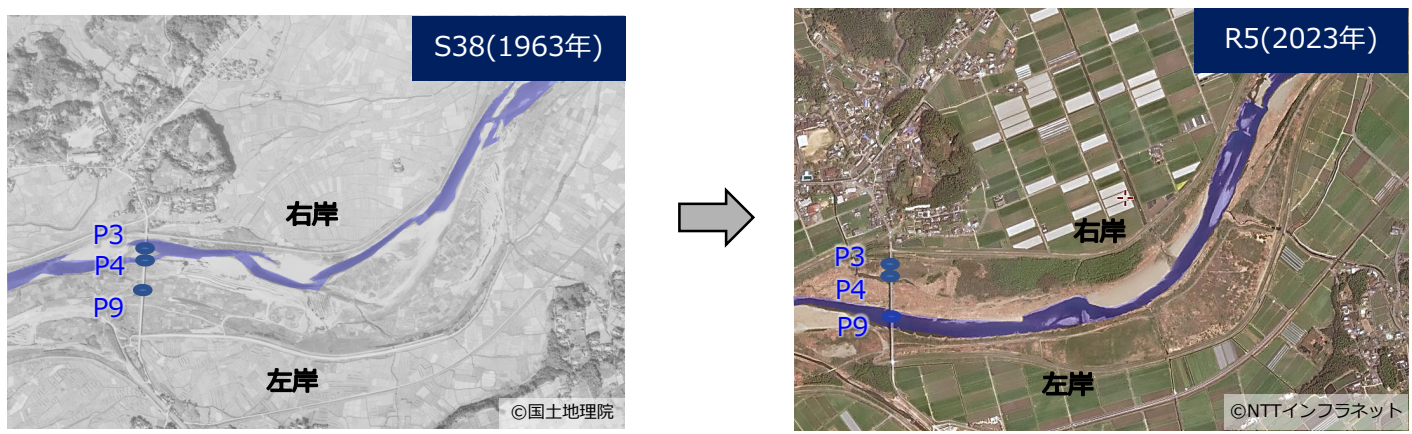 S38(1963年)
右岸
P3
P4
P9
左岸
©国土地理院
R5(2023年)
右岸
P3
P4
P9
左岸
©NTTインフラネット